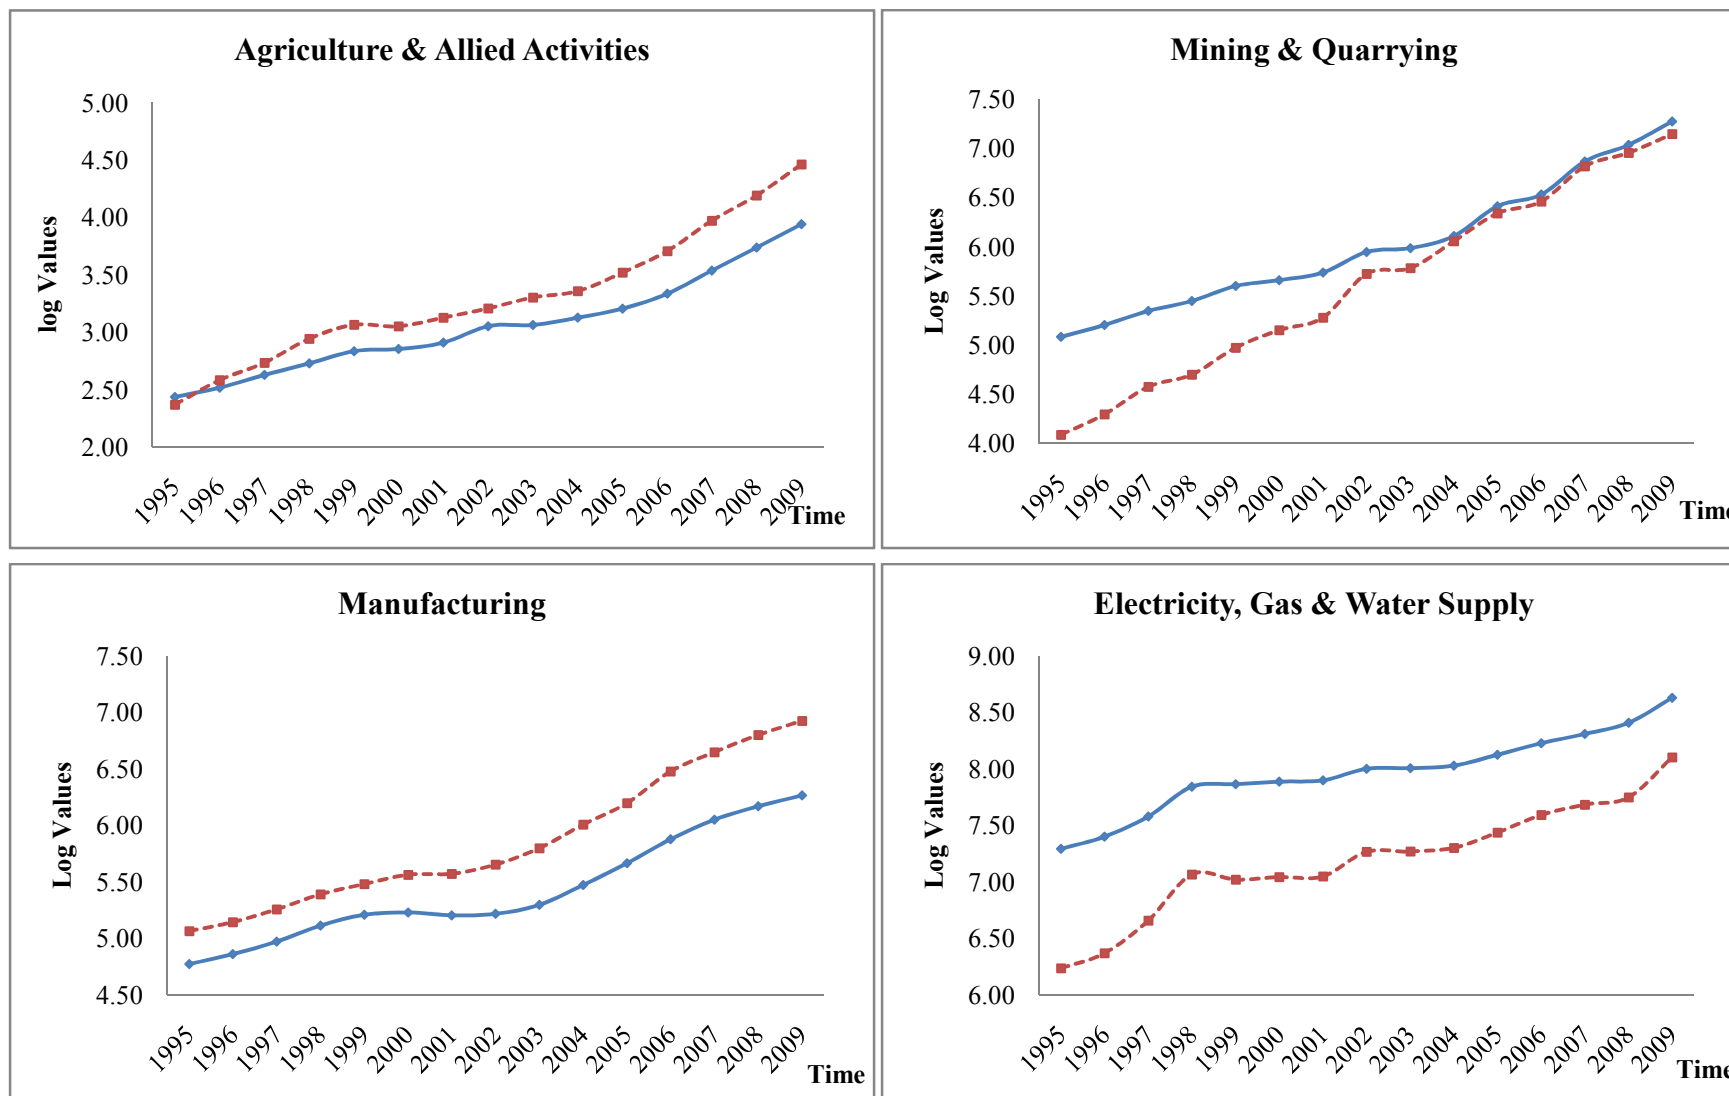 Agriculture & Allied Activities
5.00
4.50
4.00
3.50
3.00
2.50
2.00
log Values
1995 1996 1997 1998 1999 2000 2001 2002 2003 2004 2005 2006 2007 2008 2009
Time
Mining & Quarrying
7.50
7.00
6.50
6.00
5.50
5.00
4.50
4.00
Log Values
1995 1996 1997 1998 1999 2000 2001 2002 2003 2004 2005 2006 2007 2008 2009
Time
Manufacturing
7.50
7.00
6.50
6.00
5.50
5.00
4.50
Log Values
1995 1996 1997 1998 1999 2000 2001 2002 2003 2004 2005 2006 2007 2008 2009
Time
Electricity, Gas & Water Supply
9.00
8.50
8.00
7.50
7.00
6.50
6.00
Log Values
1995 1996 1997 1998 1999 2000 2001 2002 2003 2004 2005 2006 2007 2008 2009
Time